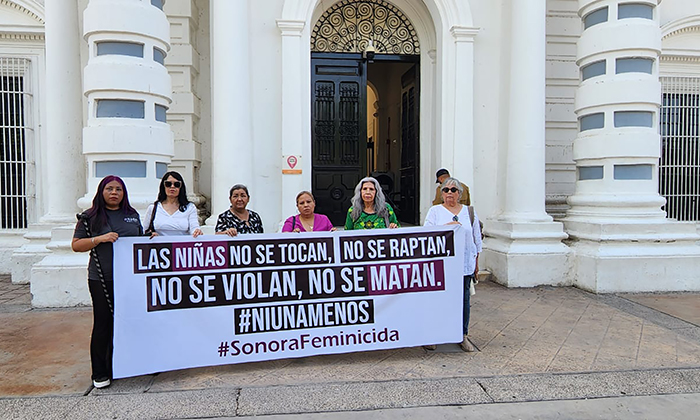 LAS NIÑAS NO SE TOCAN, NO SE RAPTAN,
NO SE VIOLAN, NO SE MATAN.
#NIUNAMENOS
#SonoraFeminicida